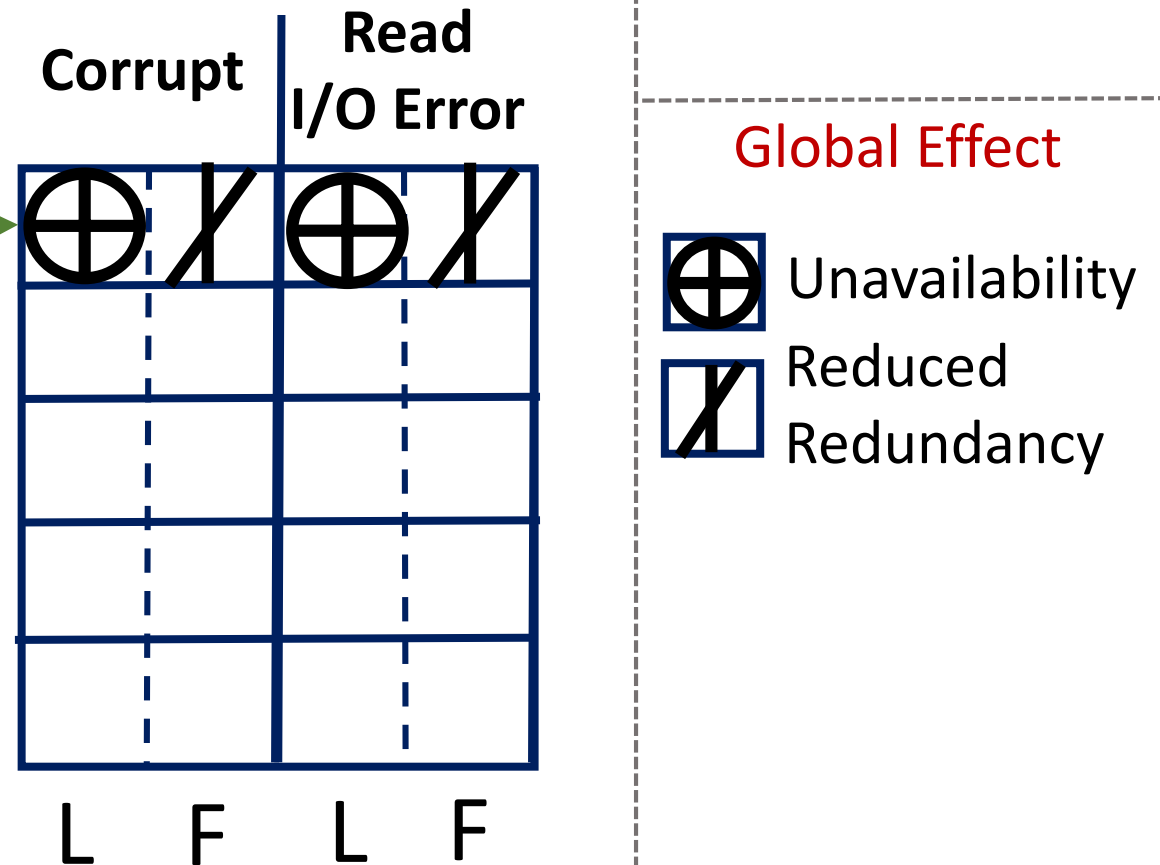 Corrupt
Read
I/O Error
Global Effect
Unavailability
Reduced
Redundancy
L F L F